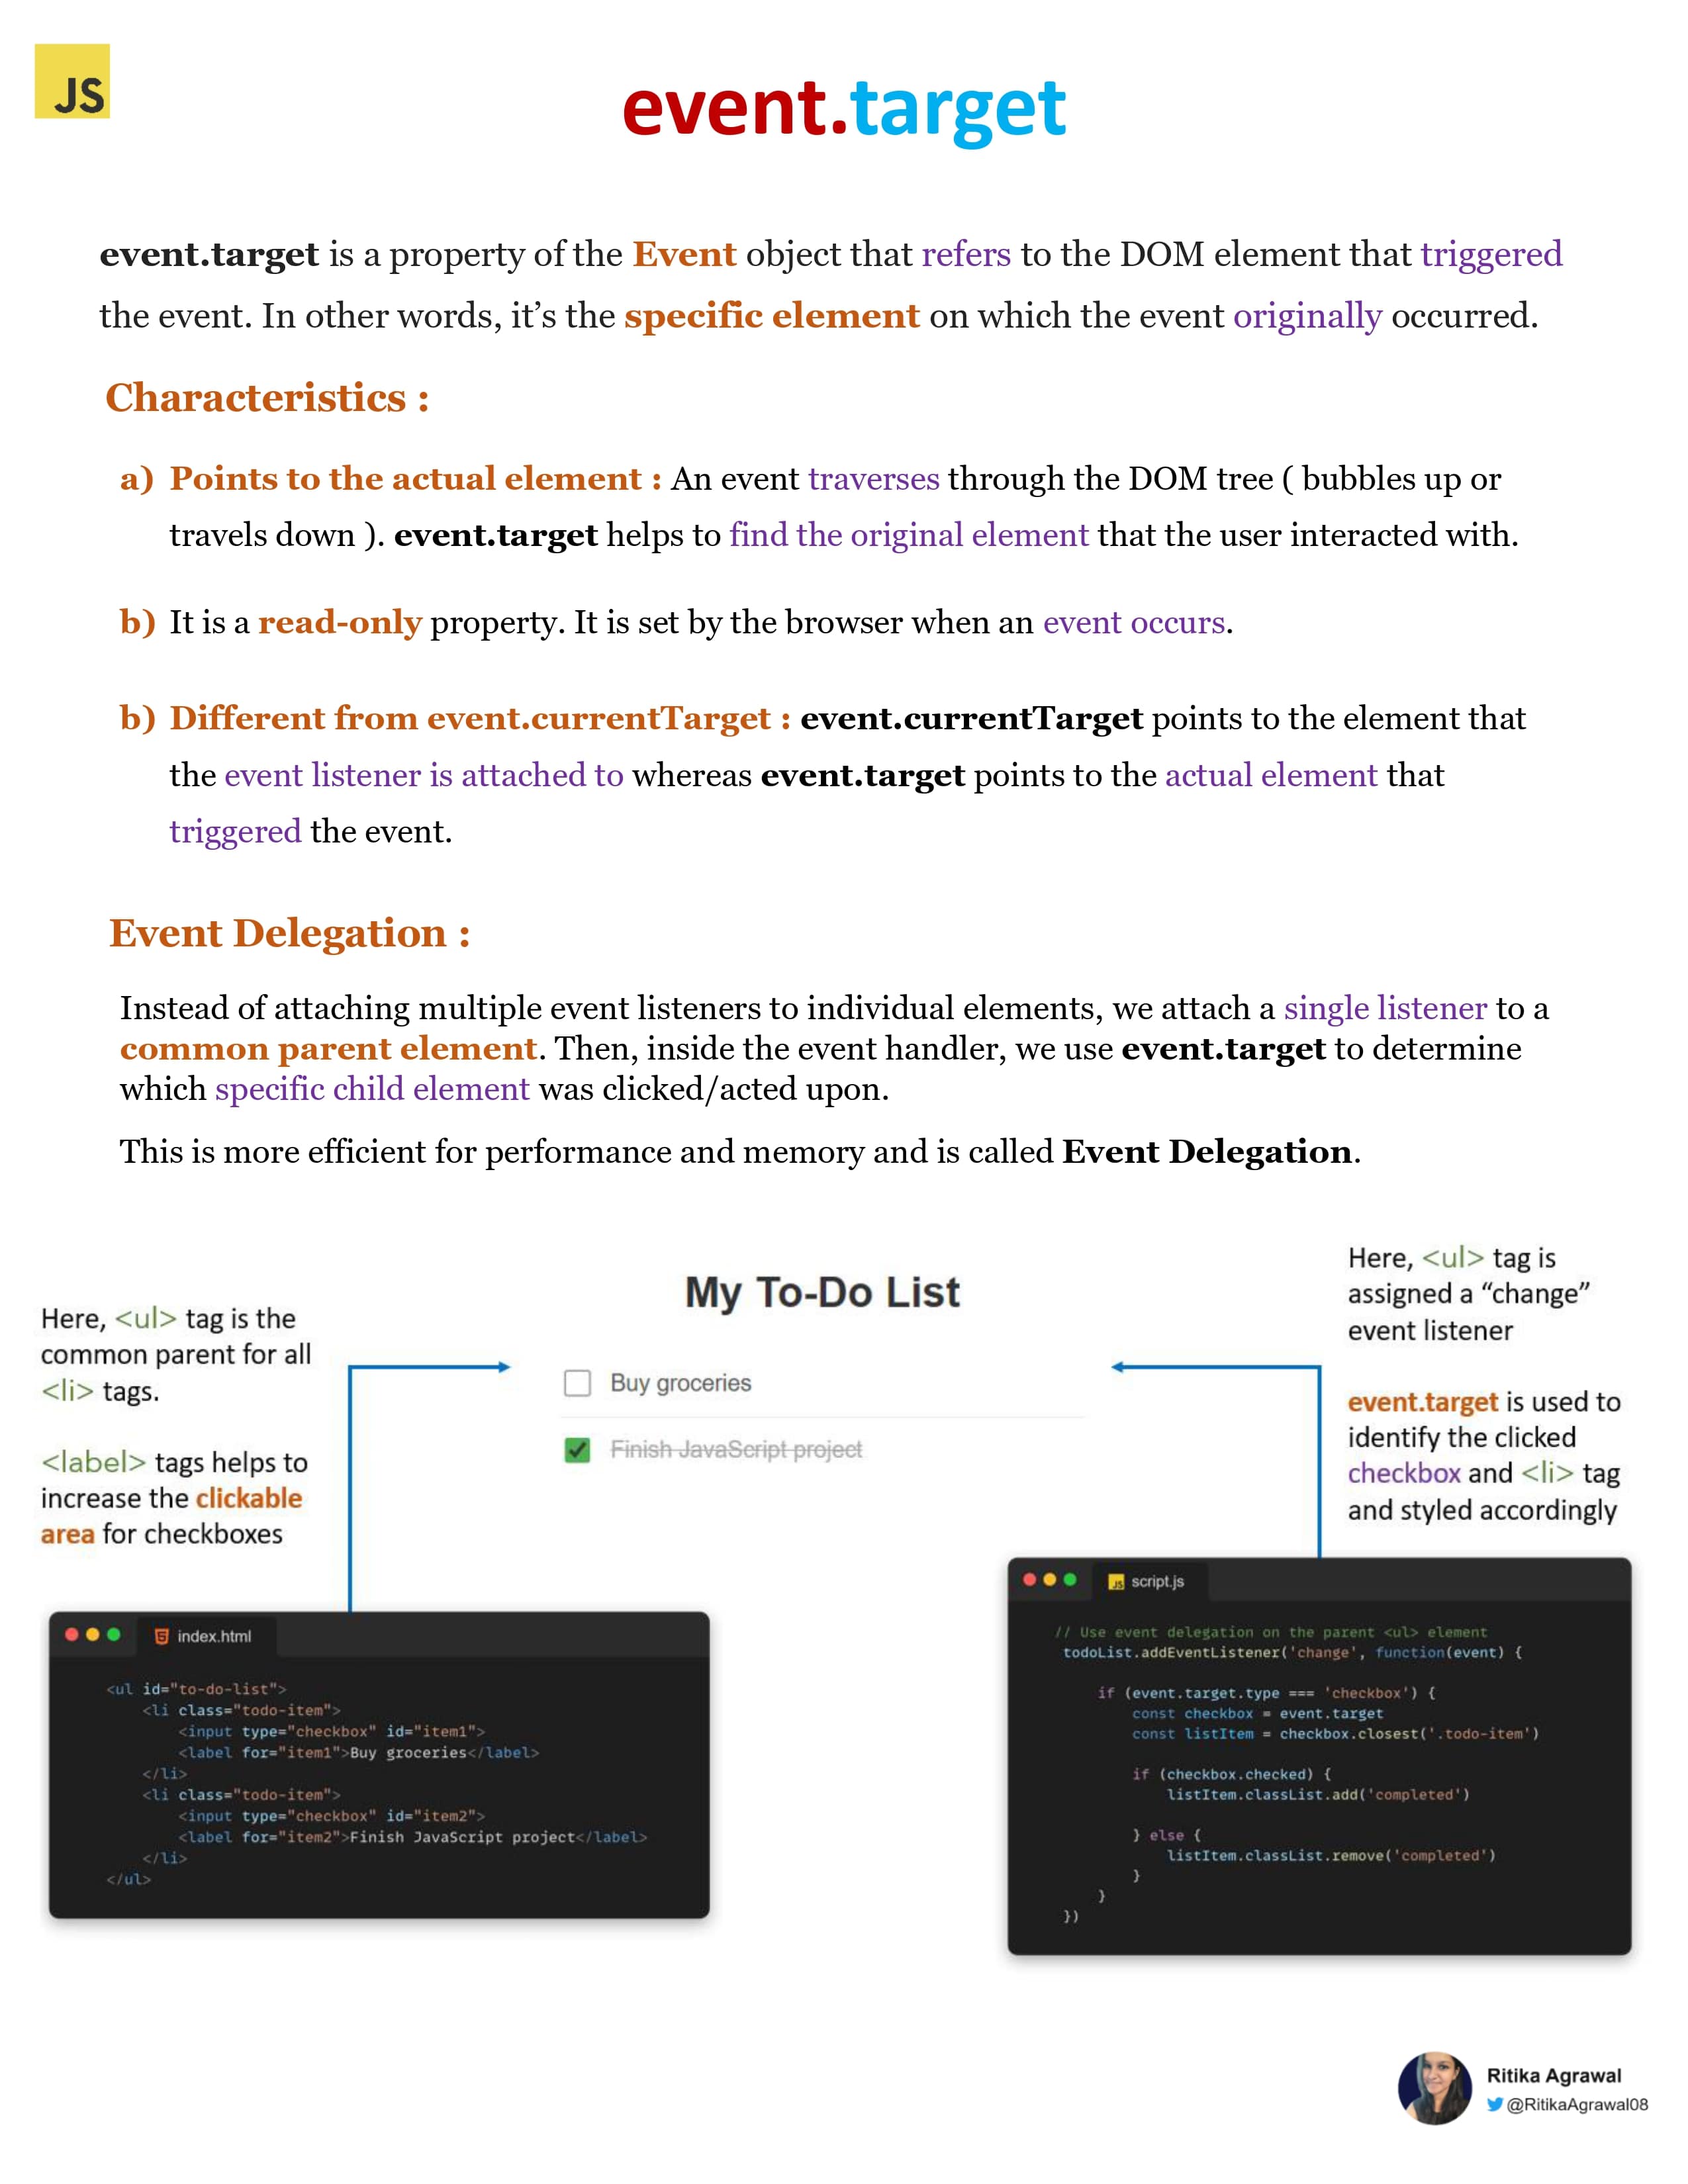 JS
event.target
event.target is a property of the Event object that refers to the DOM element that triggered
the event. In other words, it’s the specific element on which the event originally occurred.
Characteristics :
a) Points to the actual element : An event traverses through the DOM tree ( bubbles up or
travels down ). event.target helps to find the original element that the user interacted with.
b) It is a read-only property. It is set by the browser when an event occurs.
b) Different from event.currentTarget : event.currentTarget points to the element that
the event listener is attached to whereas event.target points to the actual element that
triggered the event.
Event Delegation :
Instead of attaching multiple event listeners to individual elements, we attach a single listener to a
common parent element. Then, inside the event handler, we use event.target to determine
which specific child element was clicked/acted upon.
This is more efficient for performance and memory and is called Event Delegation.
Here, <ul> tag is the
common parent for all
<li> tags.
<label> tags helps to
increase the clickable
area for checkboxes
My To-Do List
Buy groceries
Finish JavaScript project
Here, <ul> tag is
assigned a “change”
event listener
event.target is used to
identify the clicked
checkbox and <li> tag
and styled accordingly
index.html
<ul id="to-do-list">
<li class="todo-item">
<input type="checkbox" id="item1">
<label for="item1">Buy groceries</label>
</li>
<li class="todo-item">
<input type="checkbox" id="item2">
<label for="item2">Finish JavaScript project</label>
</li>
</ul>
JS script.js
// Use event delegation on the parent <ul> element
todoList.addEventListener('change', function(event) {
if (event.target.type === 'checkbox') {
const checkbox = event.target
const listItem = checkbox.closest('.todo-item')
if (checkbox.checked) {
listItem.classList.add('completed')
} else {
listItem.classList.remove('completed')
}
}
})
Ritika Agrawal
@RitikaAgrawal08